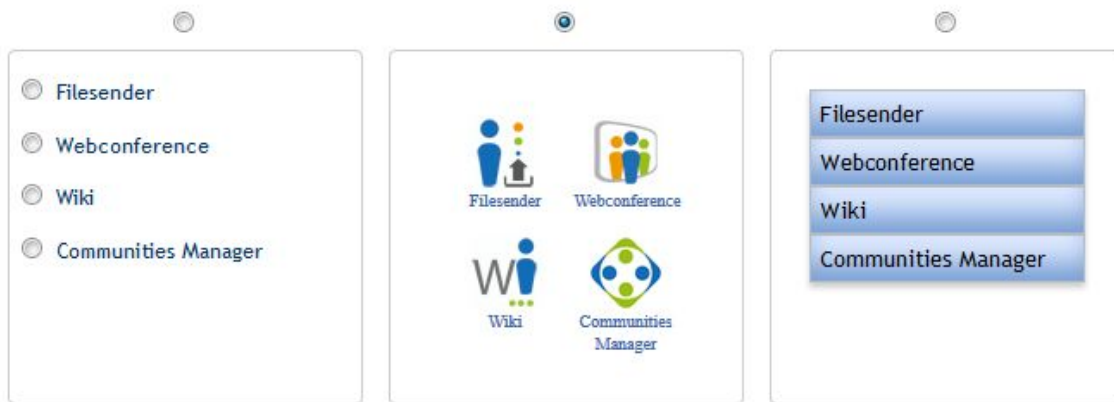 Filesender
Webconference
Wiki
Communities Manager
Filesender
Webconference
Wiki
Communities
Manager
Filesender
Webconference
Wiki
Communities Manager